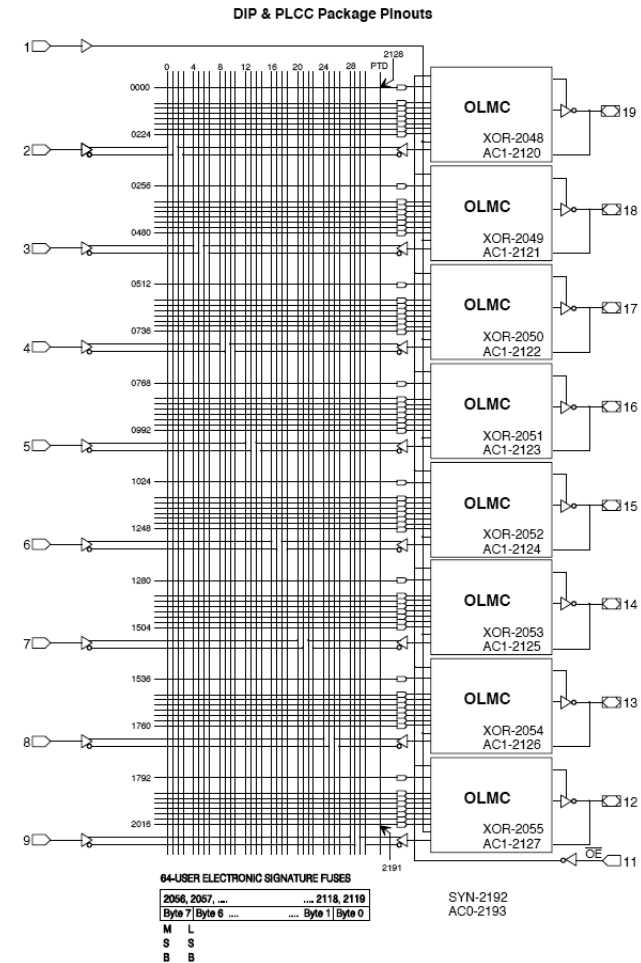 DIP & PLCC Package Pinouts
1
2128
0 4 8 12 16 20 24 28 PTD
0000
OLMC
19
0224
XOR-2048
2
AC1-2120
0256
OLMC
18
0480
XOR-2049
3
AC1-2121
0512
OLMC
17
0736
XOR-2050
4
AC1-2122
0768
OLMC
16
0992
XOR-2051
5
AC1-2123
1024
OLMC
15
1248
XOR-2052
6
AC1-2124
1280
OLMC
14
1504
XOR-2053
7
AC1-2125
1536
OLMC
13
1760
XOR-2054
8
AC1-2126
1792
OLMC
12
2016
XOR-2055
9
AC1-2127
OE
11
2191
64-USER ELECTRONIC SIGNATURE FUSES
2056, 2057, .... .... 2118, 2119
Byte 7 Byte 6 .... .... Byte 1 Byte 0
M L
S S
B B
SYN-2192
AC0-2193